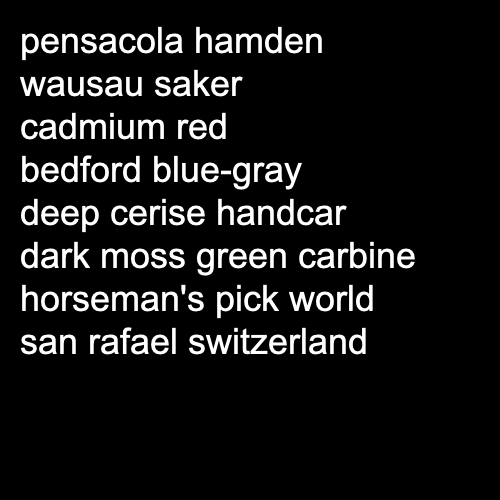 pensacola hamden
wausau saker
cadmium red
bedford blue-gray
deep cerise handcar
dark moss green carbine
horseman's pick world
san rafael switzerland